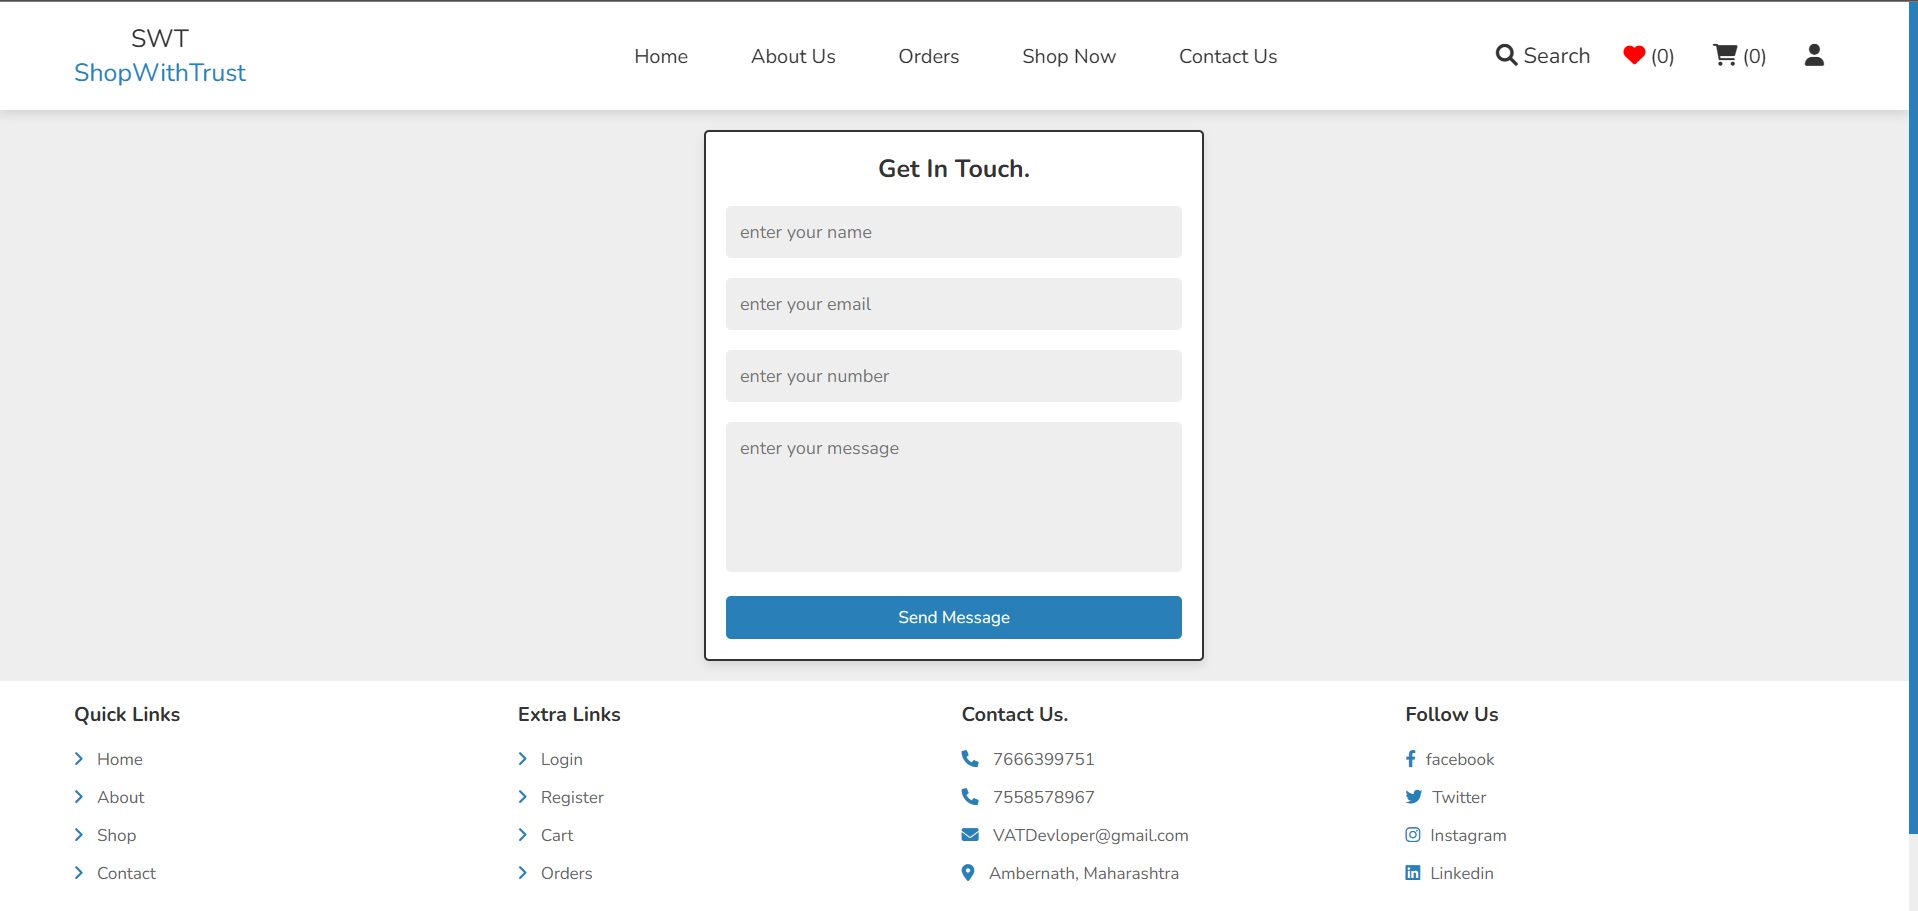 SWT
ShopWithTrust
Home
About Us
Orders
Shop Now
Contact Us
Search
(0)
(0)
Get In Touch.
enter your name
enter your email
enter your number
enter your message
Send Message
Quick Links
Home
About
Shop
Contact
Extra Links
Login
Register
Cart
Orders
Contact Us.
7666399751
7558578967
VATDevloper@gmail.com
Ambernath, Maharashtra
Follow Us
facebook
Twitter
Instagram
Linkedin